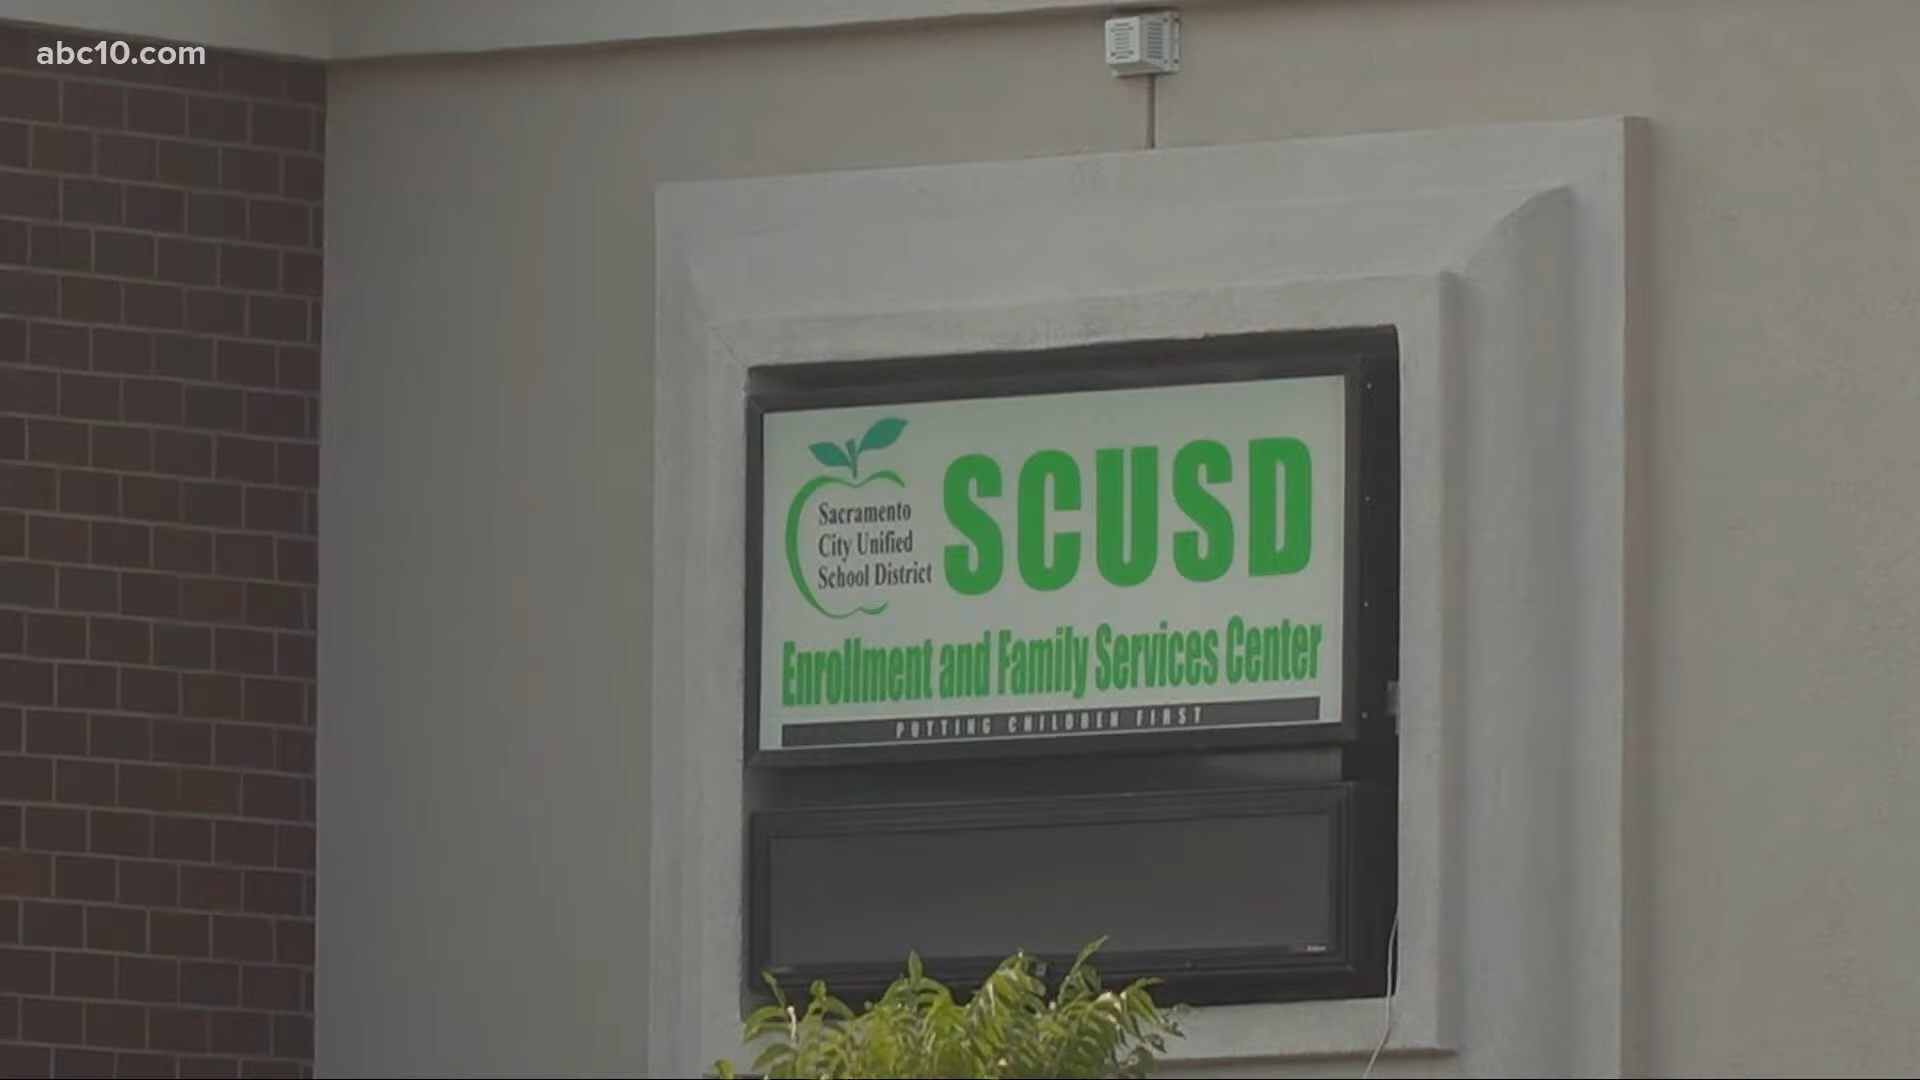 abc10.com
Sacramento
City Unified
School District
SCUSD
Enrollment and Family Services Center
PUTTING CHILDREN FIRST